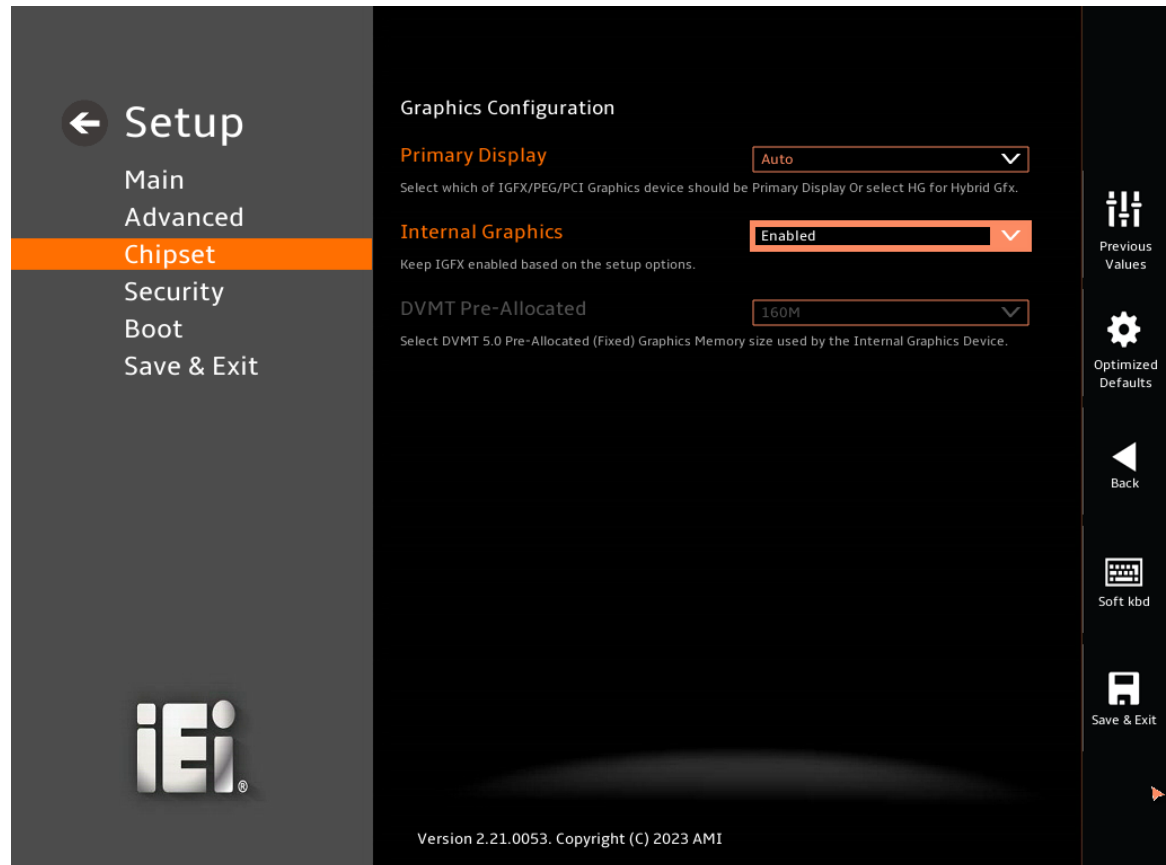 Setup
Main
Advanced
Chipset
Security
Boot
Save & Exit
iEi®
Graphics Configuration
Primary Display
Auto
Select which of IGFX/PEG/PCI Graphics device should be Primary Display Or select HG for Hybrid Gfx.
Internal Graphics
Enabled
Keep IGFX enabled based on the setup options.
DVMT Pre-Allocated
160M
Select DVMT 5.0 Pre-Allocated (Fixed) Graphics Memory size used by the Internal Graphics Device.
Version 2.21.0053. Copyright (C) 2023 AMI
Previous
Values
Optimized
Defaults
Back
Soft kbd
Save & Exit